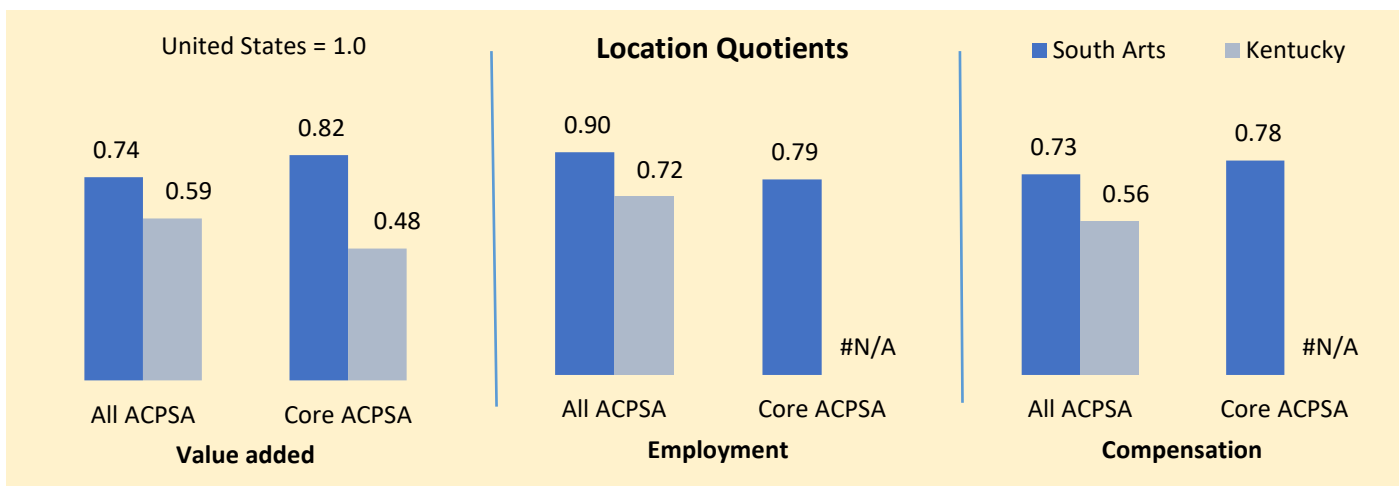 United States = 1.0
Location Quotients
South Arts
Kentucky
0.74
0.59
0.82
0.48
All ACPSA
Core ACPSA
Value added
0.90
0.72
0.79
#N/A
All ACPSA
Core ACPSA
Employment
0.73
0.56
0.78
#N/A
All ACPSA
Core ACPSA
Compensation